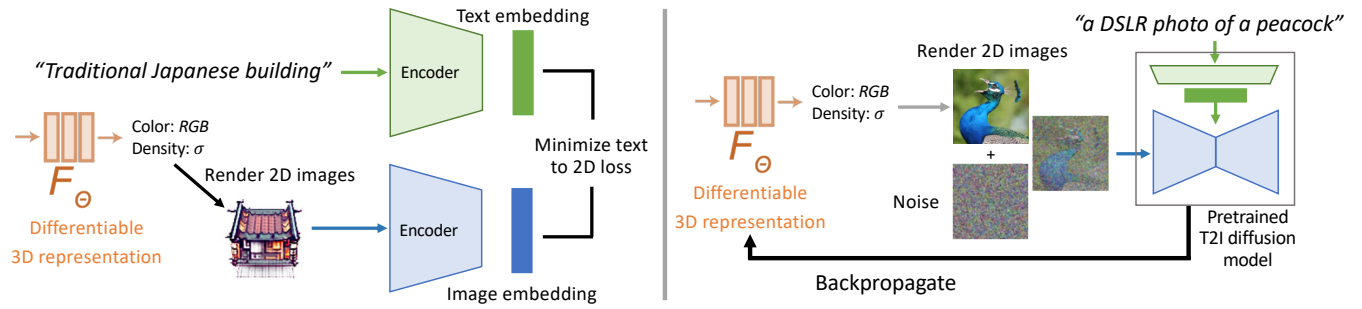 Text embedding
“Traditional Japanese building”
Encoder
Color: RGB
Density: σ
F_Θ
Differentiable
3D representation
Render 2D images
Minimize text
to 2D loss
Encoder
Image embedding
“a DSLR photo of a peacock”
Render 2D images
Color: RGB
Density: σ
F_Θ
Differentiable
3D representation
+
Noise
Pretrained
T2I diffusion
model
Backpropagate